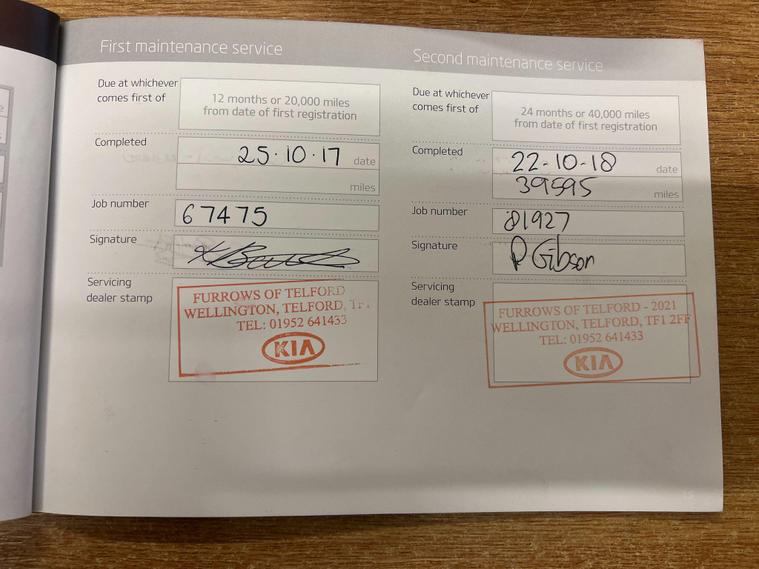 First maintenance service
Due at whichever
comes first of
12 months or 20,000 miles
from date of first registration
Completed
25·10·17 date
miles
Job number
67475
Signature
Servicing
dealer stamp
FURROWS OF TELFORD
WELLINGTON, TELFORD,
TEL: 01952 641433
KIA
Second maintenance service
Due at whichever
comes first of
24 months or 40,000 miles
from date of first registration
Completed
22-10-18 date
39595 miles
Job number
81927
Signature
P Gibson
Servicing
dealer stamp
FURROWS OF TELFORD - 2021
WELLINGTON, TELFORD, TF1 2FF
TEL: 01952 641433
KIA